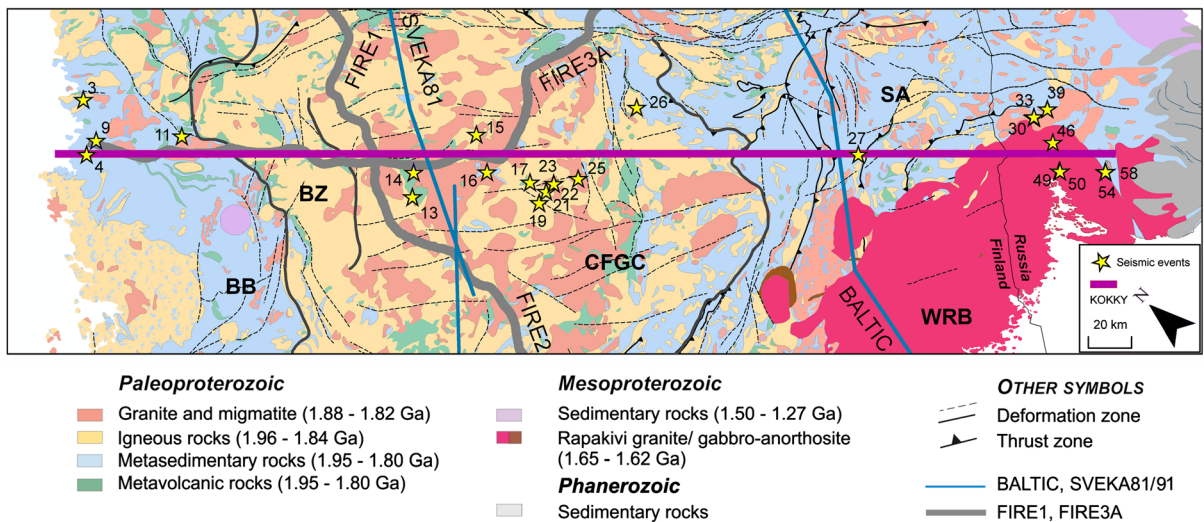 FIRE1
SVEKA81
FIRE3A
3
9
4
11
15
14
13
16
17
23
25
22
21
19
26
27
SA
33
39
30
46
49
50
58
54
BZ
BB
CFGC
FIRE2
BALTIC
WRB
Russia
Finland
Seismic events
KOKKY
N
20 km
Paleoproterozoic
Granite and migmatite (1.88 - 1.82 Ga)
Igneous rocks (1.96 - 1.84 Ga)
Metasedimentary rocks (1.95 - 1.80 Ga)
Metavolcanic rocks (1.95 - 1.80 Ga)
Mesoproterozoic
Sedimentary rocks (1.50 - 1.27 Ga)
Rapakivi granite/ gabbro-anorthosite
(1.65 - 1.62 Ga)
Phanerozoic
Sedimentary rocks
OTHER SYMBOLS
Deformation zone
Thrust zone
BALTIC, SVEKA81/91
FIRE1, FIRE3A